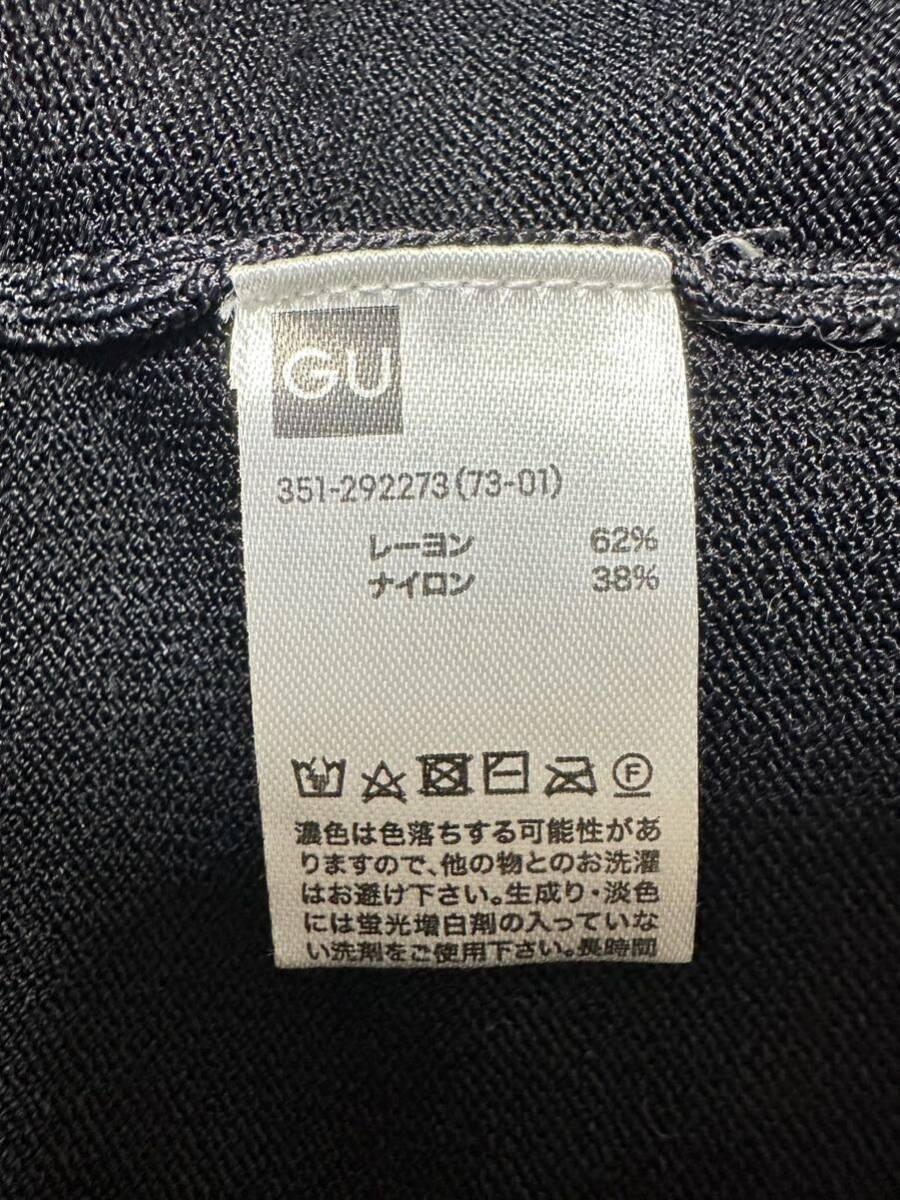 GU
351-292273(73-01)
レーヨン 62%
ナイロン 38%
F
濃色は色落ちする可能性があ
りますので、他の物とのお洗濯
はお避け下さい。生成り・淡色
には蛍光増白剤の入っていな
い洗剤をご使用下さい。長時間